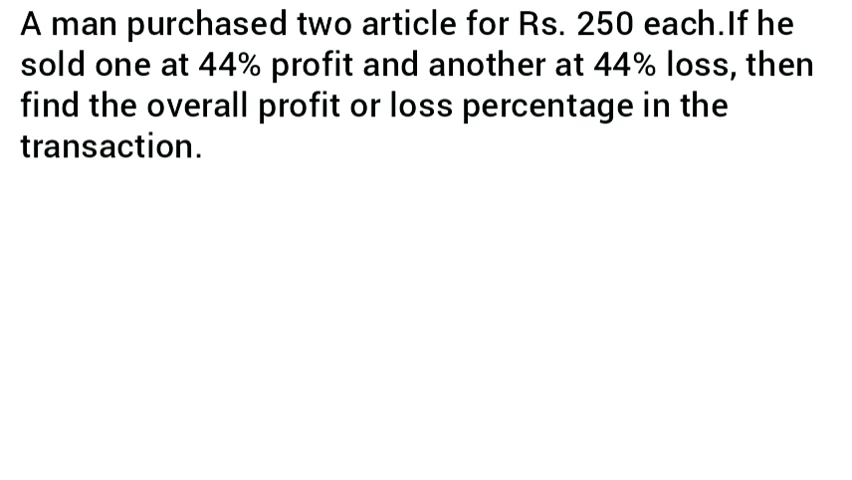 A man purchased two article for Rs. 250 each.If he
sold one at 44% profit and another at 44% loss, then
find the overall profit or loss percentage in the
transaction.